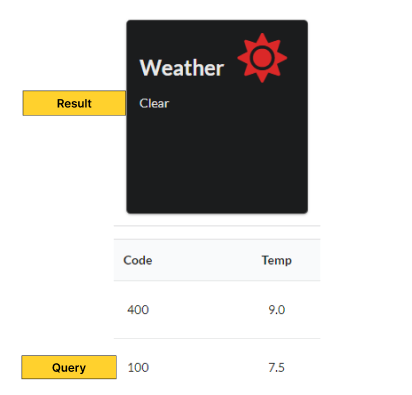 Weather
Result
Clear
Code Temp
400 9.0
Query 100 7.5